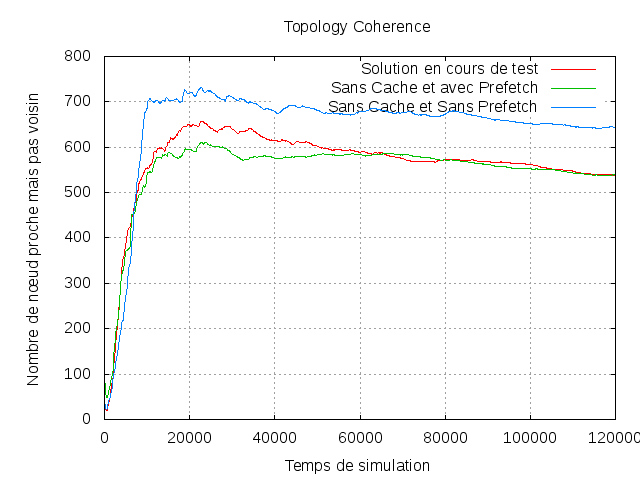 Topology Coherence
Solution en cours de test
Sans Cache et avec Prefetch
Sans Cache et Sans Prefetch
Nombre de nœud proche mais pas voisin
800
700
600
500
400
300
200
100
0
0 20000 40000 60000 80000 100000 120000
Temps de simulation